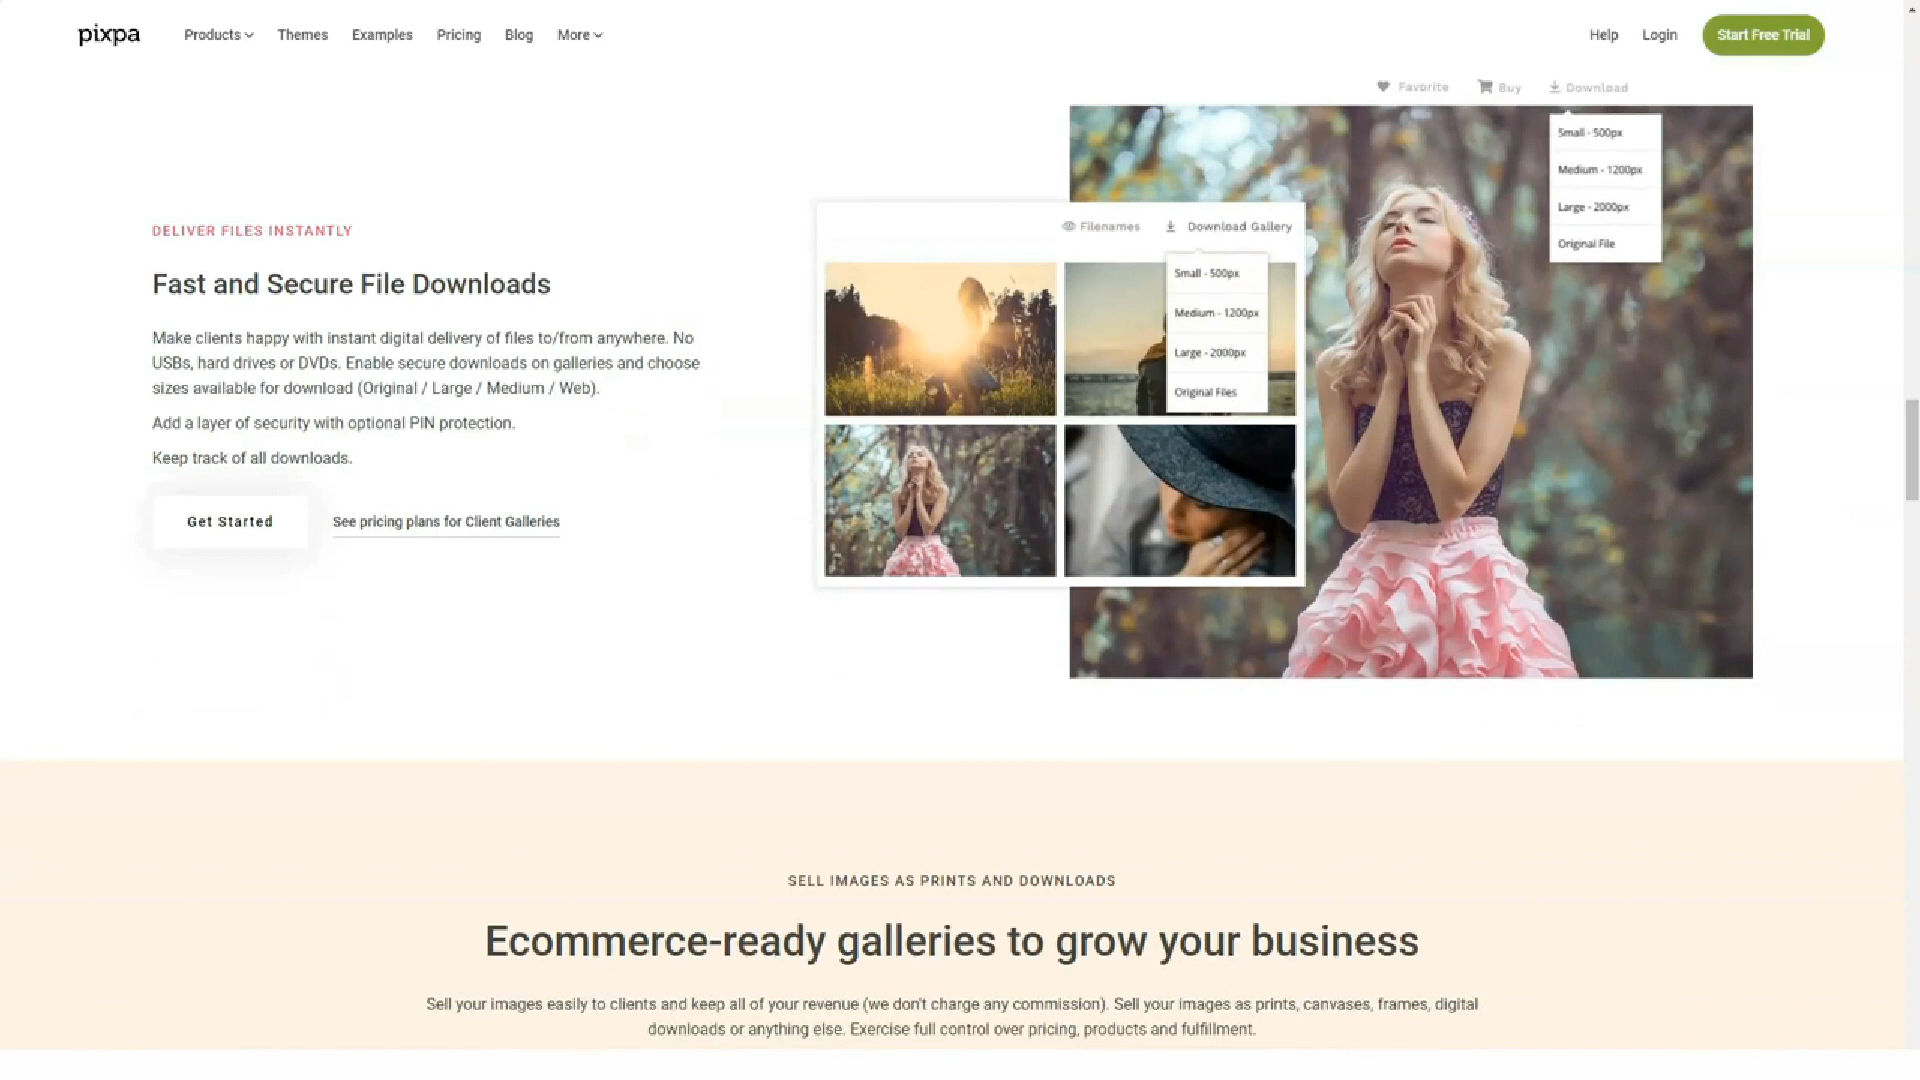 pixpa
Products
Themes
Examples
Pricing
Blog
More
Help
Login
Start Free Trial
Favorite
Buy
Download
Small - 500px
Medium - 1200px
Large - 2000px
Original File
DELIVER FILES INSTANTLY
Fast and Secure File Downloads
Make clients happy with instant digital delivery of files to/from anywhere. No
USBs, hard drives or DVDs. Enable secure downloads on galleries and choose
sizes available for download (Original / Large / Medium / Web).
Add a layer of security with optional PIN protection.
Keep track of all downloads.
Get Started
See pricing plans for Client Galleries
Filenames
Download Gallery
Small - 500px
Medium - 1200px
Large - 2000px
Original Files
SELL IMAGES AS PRINTS AND DOWNLOADS
Ecommerce-ready galleries to grow your business
Sell your images easily to clients and keep all of your revenue (we don't charge any commission). Sell your images as prints, canvases, frames, digital
downloads or anything else. Exercise full control over pricing, products and fulfillment.